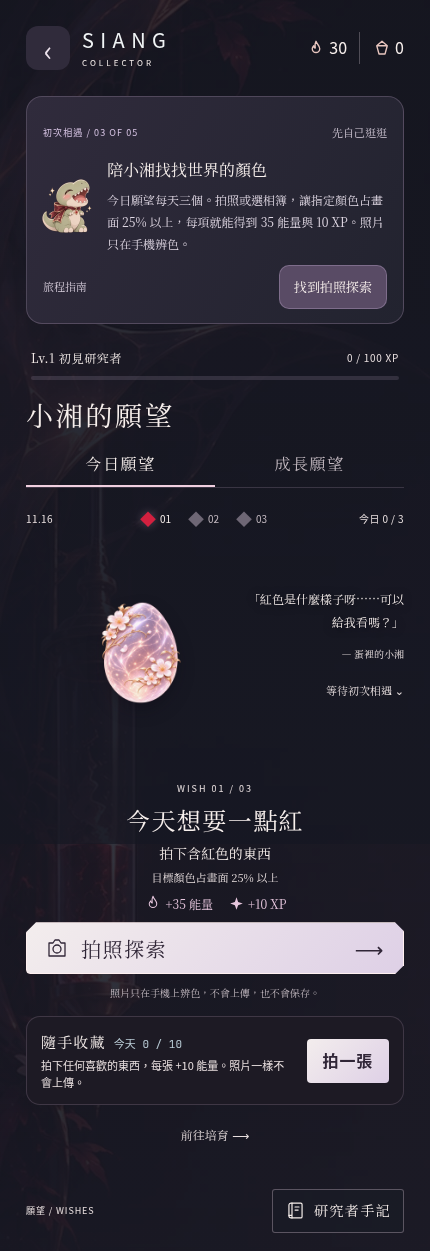 ‹ SIANG
COLLECTOR
30
0
初次相遇 / 03 OF 05
先自己逛逛
陪小湘找找世界的顏色
今日願望每天三個。拍照或選相簿，讓指定顏色占畫
面 25% 以上，每項就能得到 35 能量與 10 XP。照片
只在手機辨色。
旅程指南
找到拍照探索
Lv.1 初見研究者
0 / 100 XP
小湘的願望
今日願望
成長願望
11.16
01
02
03
今日 0 / 3
「紅色是什麼樣子呀⋯⋯可以
給我看嗎？」
— 蛋裡的小湘
等待初次相遇 ⌄
WISH 01 / 03
今天想要一點紅
拍下含紅色的東西
目標顏色占畫面 25% 以上
+35 能量
+10 XP
拍照探索 ⟶
照片只在手機上辨色，不會上傳，也不會保存。
隨手收藏 今天 0 / 10
拍下任何喜歡的東西，每張 +10 能量。照片一樣不
會上傳。
拍一張
前往培育 ⟶
願望 / WISHES
研究者手記